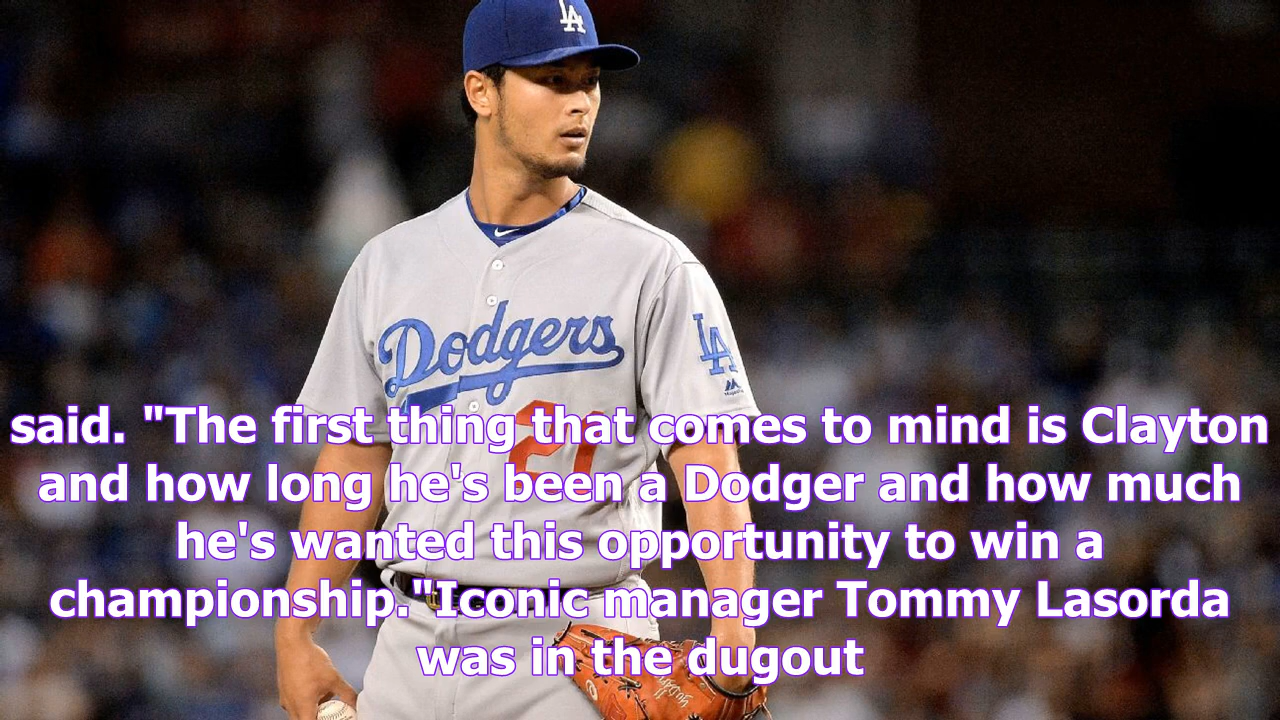 LA
Dodgers
LA
21
said. "The first thing that comes to mind is Clayton
and how long he's been a Dodger and how much
he's wanted this opportunity to win a
championship."Iconic manager Tommy Lasorda
was in the dugout